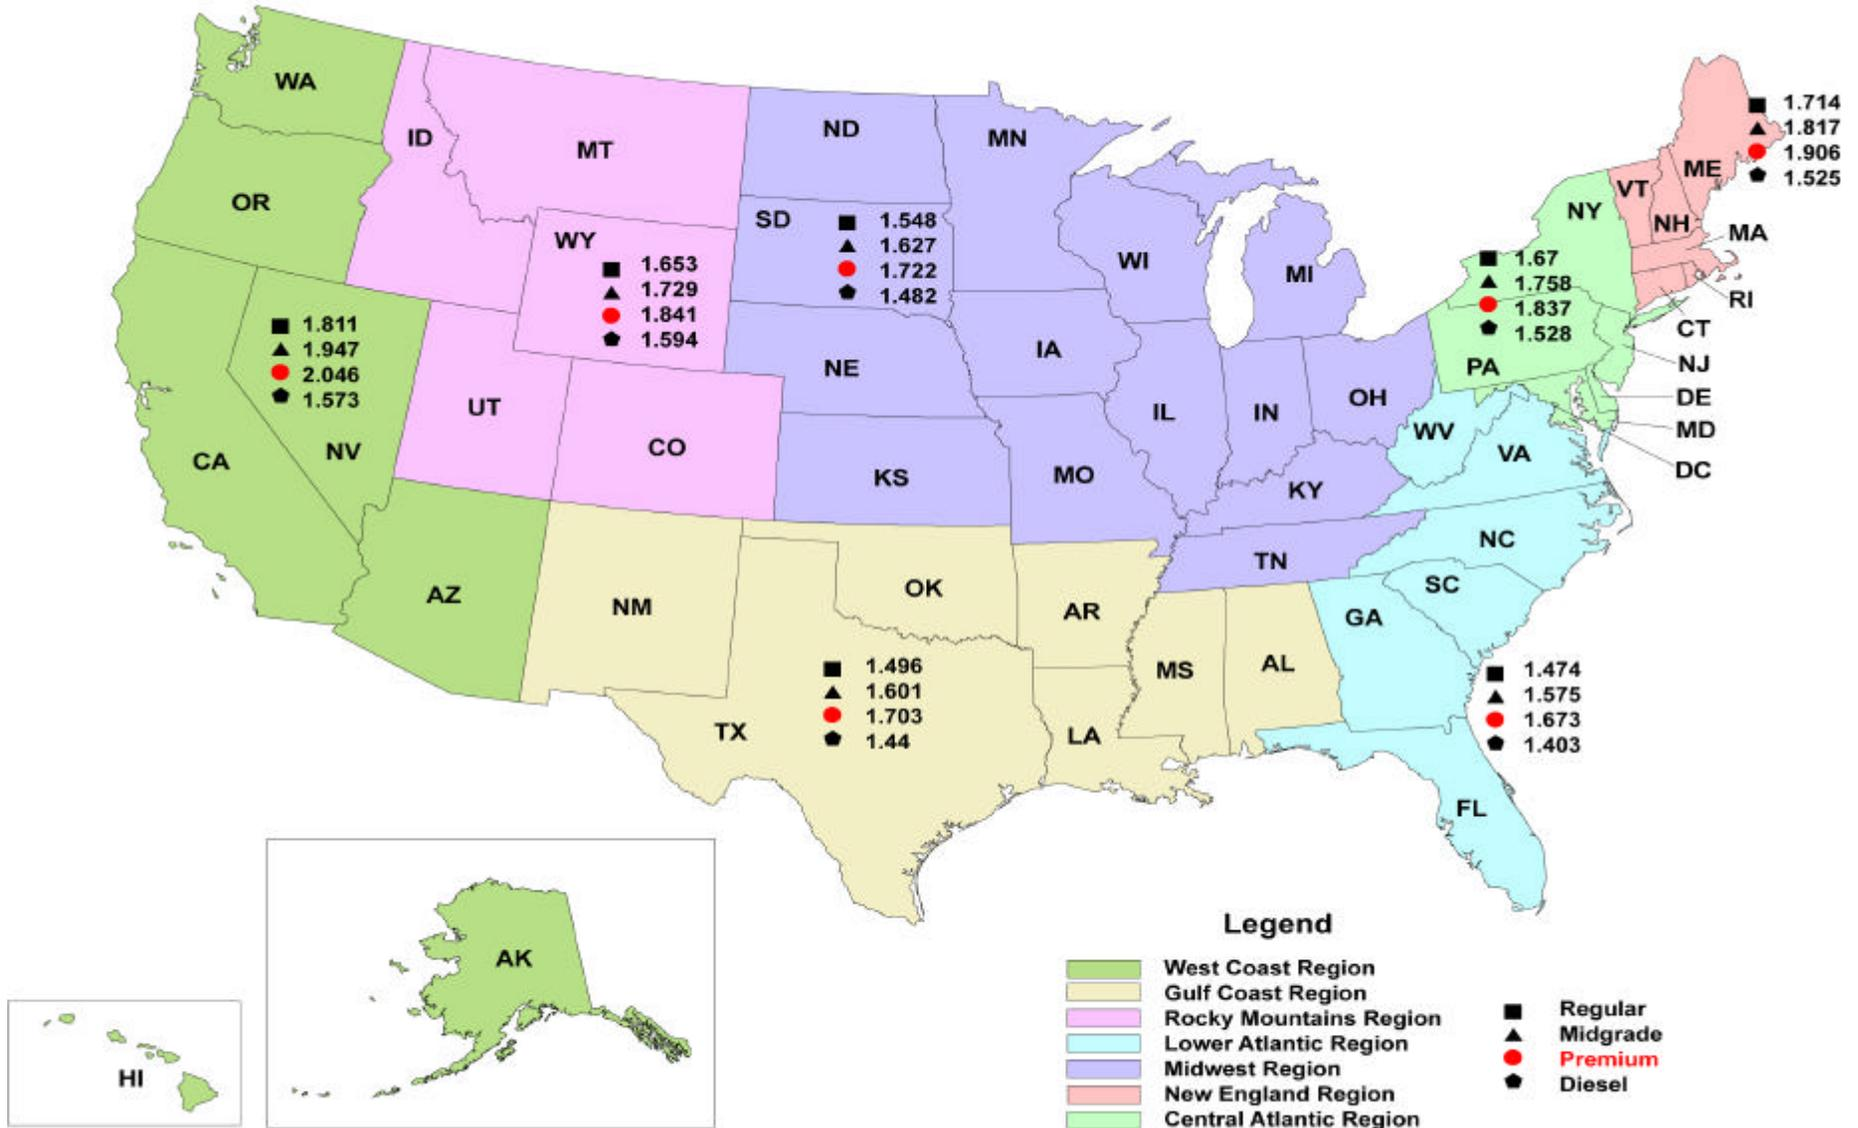 WA
ID
MT
ND
MN
OR
SD
WY
WI
MI
NY
VT
NH
ME
MA
RI
CT
NJ
DE
MD
DC
PA
1.714
1.817
1.906
1.525
1.67
1.758
1.837
1.528
1.548
1.627
1.722
1.482
1.653
1.729
1.841
1.594
1.811
1.947
2.046
1.573
CA
NV
UT
CO
NE
KS
IA
MO
IL
IN
OH
KY
WV
VA
TN
NC
SC
GA
AZ
NM
OK
AR
TX
LA
MS
AL
FL
1.496
1.601
1.703
1.44
1.474
1.575
1.673
1.403
AK
HI
Legend
West Coast Region
Gulf Coast Region
Rocky Mountains Region
Lower Atlantic Region
Midwest Region
New England Region
Central Atlantic Region
Regular
Midgrade
Premium
Diesel